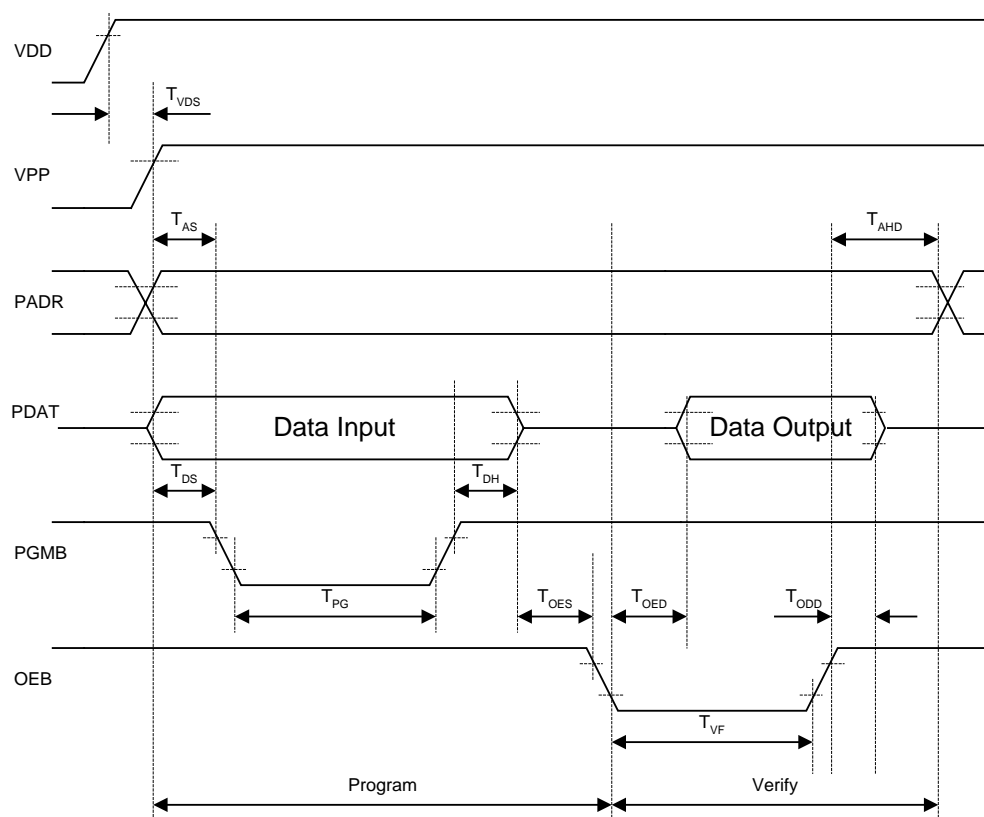 VDD
TVDS
VPP
TAS
TAHD
PADR
PDAT
Data Input
Data Output
TDS
TDH
PGMB
TPG
TOES
TOED
TODD
OEB
TVF
Program
Verify